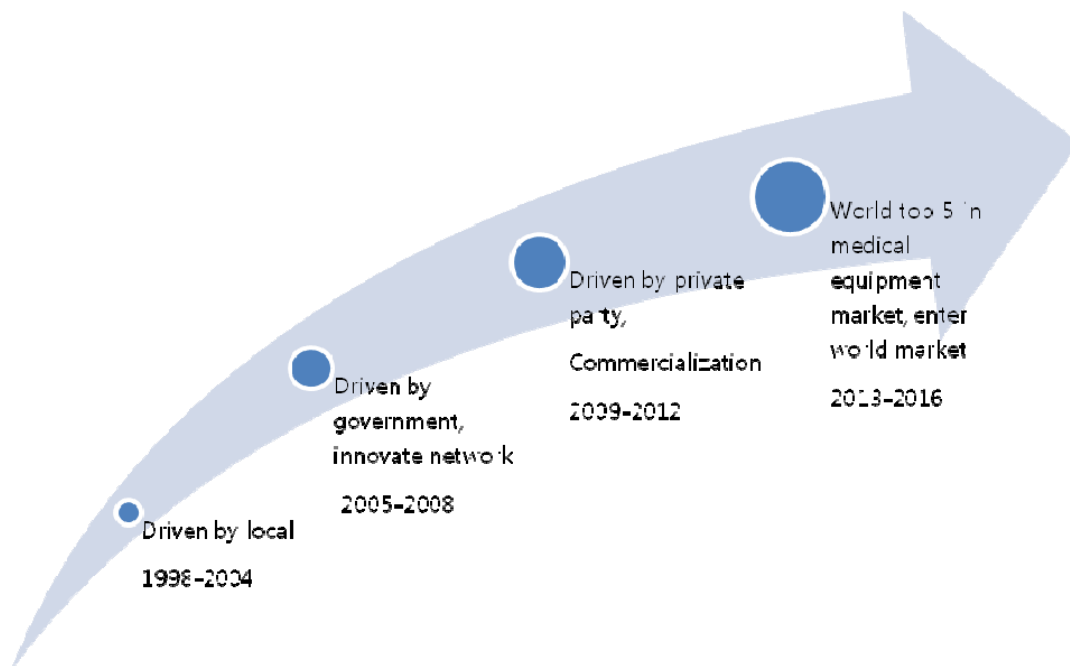 Driven by local
1998–2004
Driven by
government,
innovate network
2005–2008
Driven by private
party,
Commercialization
2009–2012
World top 5 in
medical
equipment
market, enter
world market
2013–2016